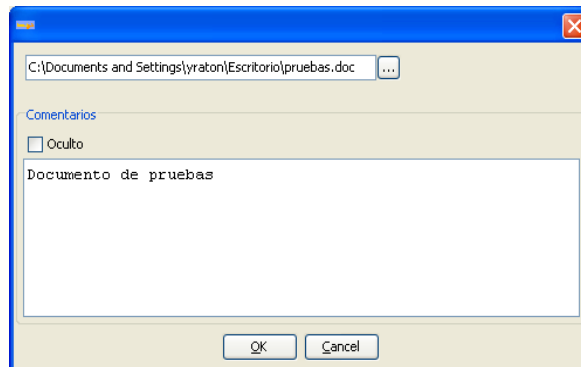 C:\Documents and Settings\yraton\Escritorio\pruebas.doc ...
Comentarios
Oculto
Documento de pruebas
OK Cancel